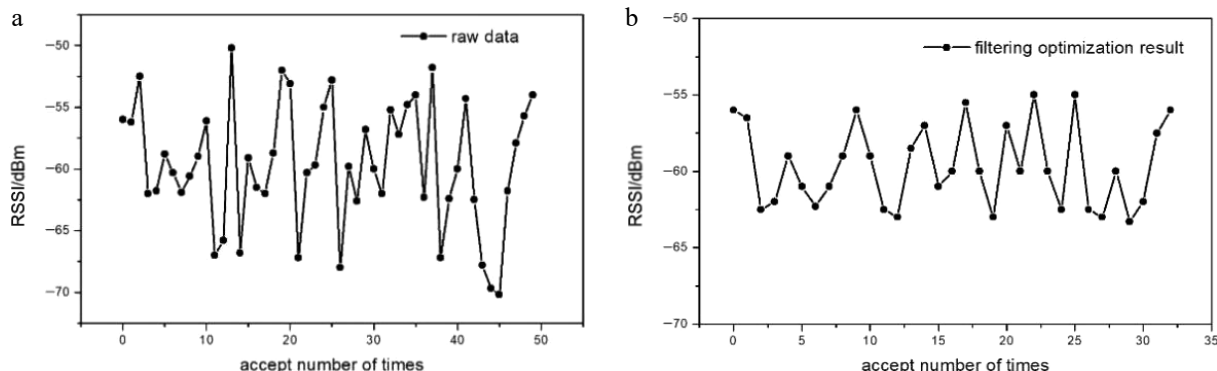 a
raw data
−50
−55
−60
−65
−70
RSSI/dBm
0 10 20 30 40 50
accept number of times
b
filtering optimization result
−50
−55
−60
−65
−70
RSSI/dBm
0 5 10 15 20 25 30 35
accept number of times